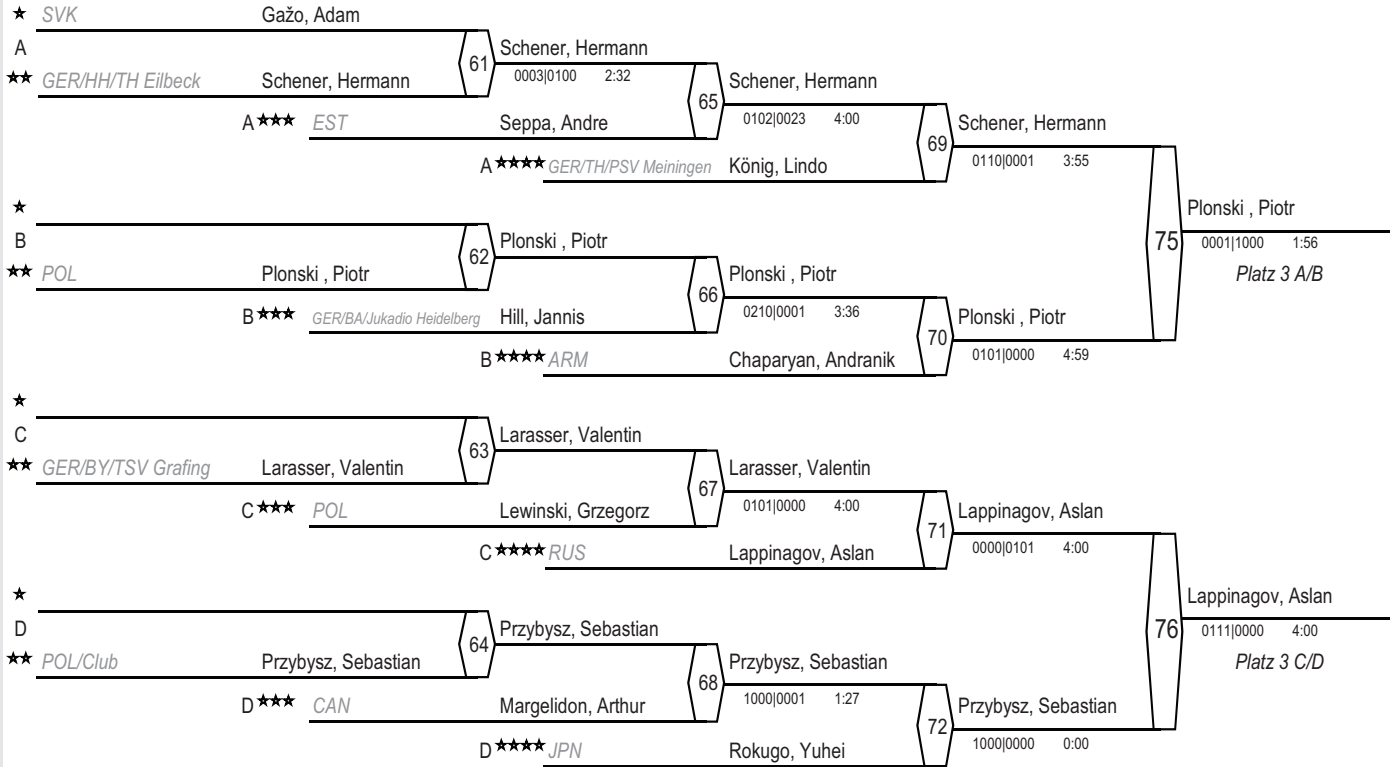 ★ SVK Gažo, Adam
A 61 Schener, Hermann
★★ GER/HH/TH Eilbeck Schener, Hermann 0003|0100 2:32
65 Schener, Hermann
A ★★★ EST Seppa, Andre 0102|0023 4:00
69 Schener, Hermann
A ★★★★ GER/TH/PSV Meiningen König, Lindo 0110|0001 3:55
★
B 62 Plonski , Piotr
★★ POL Plonski , Piotr
66 Plonski , Piotr
B ★★★ GER/BA/Jukadio Heidelberg Hill, Jannis 0210|0001 3:36
70 Plonski , Piotr
B ★★★★ ARM Chaparyan, Andranik 0101|0000 4:59
75 Plonski , Piotr
0001|1000 1:56
Platz 3 A/B
★
C 63 Larasser, Valentin
★★ GER/BY/TSV Grafing Larasser, Valentin
67 Larasser, Valentin
C ★★★ POL Lewinski, Grzegorz 0101|0000 4:00
71 Lappinagov, Aslan
C ★★★★ RUS Lappinagov, Aslan 0000|0101 4:00
★
D 64 Przybysz, Sebastian
★★ POL/Club Przybysz, Sebastian
68 Przybysz, Sebastian
D ★★★ CAN Margelidon, Arthur 1000|0001 1:27
72 Przybysz, Sebastian
D ★★★★ JPN Rokugo, Yuhei 1000|0000 0:00
76 Lappinagov, Aslan
0111|0000 4:00
Platz 3 C/D